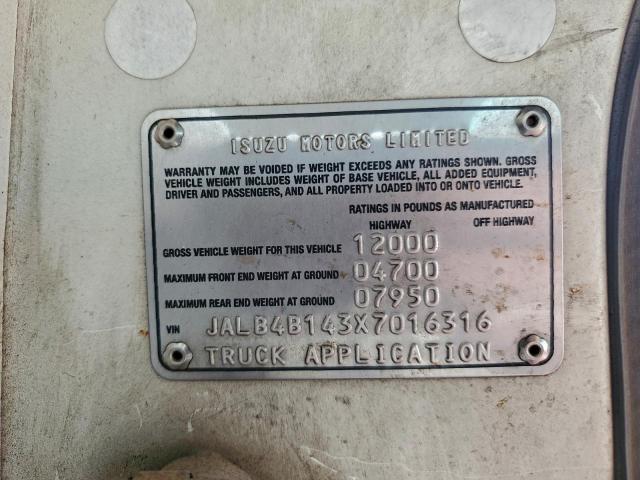 ISUZU MOTORS LIMITED
WARRANTY MAY BE VOIDED IF WEIGHT EXCEEDS ANY RATINGS SHOWN. GROSS
VEHICLE WEIGHT INCLUDES WEIGHT OF BASE VEHICLE, ALL ADDED EQUIPMENT,
DRIVER AND PASSENGERS, AND ALL PROPERTY LOADED INTO OR ONTO VEHICLE.
RATINGS IN POUNDS AS MANUFACTURED
HIGHWAY OFF HIGHWAY
GROSS VEHICLE WEIGHT FOR THIS VEHICLE 12000
MAXIMUM FRONT END WEIGHT AT GROUND 04700
MAXIMUM REAR END WEIGHT AT GROUND 07950
VIN JALB4B143X7016316
TRUCK APPLICATION